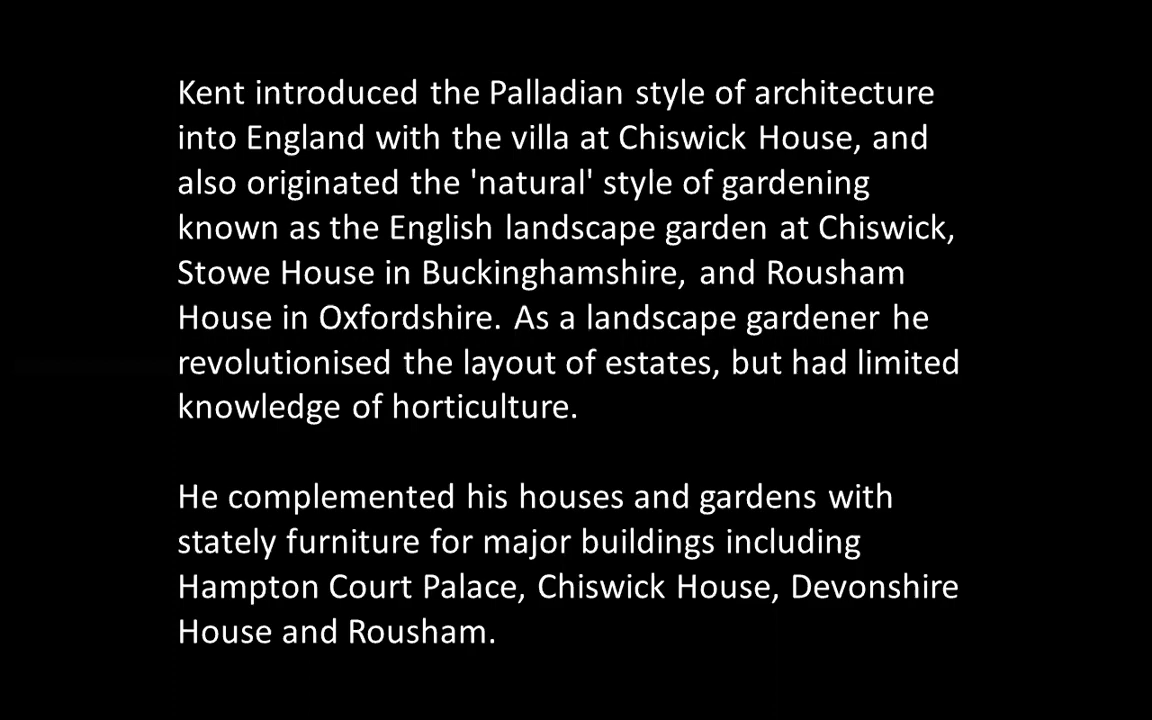 Kent introduced the Palladian style of architecture
into England with the villa at Chiswick House, and
also originated the 'natural' style of gardening
known as the English landscape garden at Chiswick,
Stowe House in Buckinghamshire, and Rousham
House in Oxfordshire. As a landscape gardener he
revolutionised the layout of estates, but had limited
knowledge of horticulture.
He complemented his houses and gardens with
stately furniture for major buildings including
Hampton Court Palace, Chiswick House, Devonshire
House and Rousham.